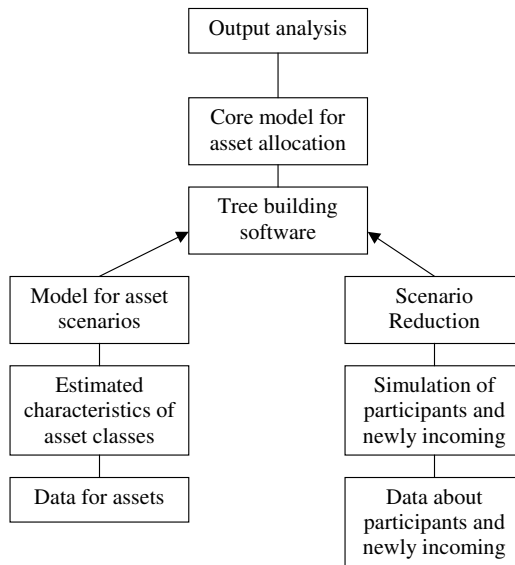 Output analysis
Core model for
asset allocation
Tree building
software
Model for asset
scenarios
Scenario
Reduction
Estimated
characteristics of
asset classes
Simulation of
participants and
newly incoming
Data for assets
Data about
participants and
newly incoming